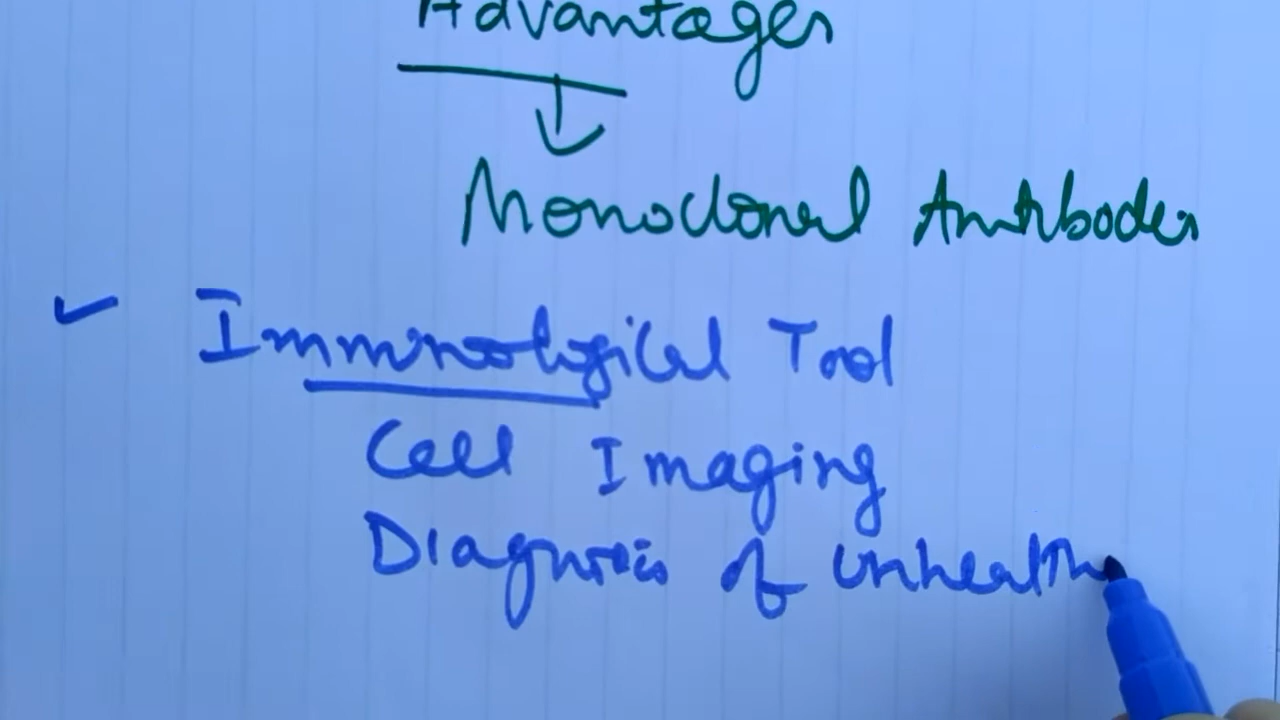 Advantages
Monoclonal Antibodies
Immunological Tool
Cell Imaging
Diagnosis of unhealth